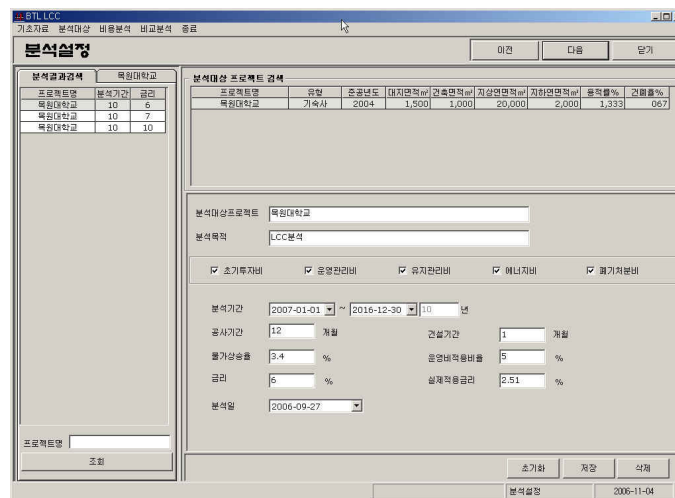 BTL LCC
기초자료 분석대상 비용분석 비교분석 종료
분석설정
이전 다음 닫기
분석결과검색 목원대학교
프로젝트명 분석기간 금리
목원대학교 10 6
목원대학교 10 7
목원대학교 10 10
분석대상 프로젝트 검색
프로젝트명 유형 준공년도 대지면적㎡ 건축면적㎡ 지상연면적㎡ 지하연면적㎡ 용적률% 건폐률%
목원대학교 기숙사 2004 1,500 1,000 20,000 2,000 1,333 067
분석대상프로젝트 목원대학교
분석목적 LCC분석
초기투자비 운영관리비 유지관리비 에너지비 폐기처분비
분석기간 2007-01-01 ~ 2016-12-30 10 년
공사기간 12 개월 건설기간 1 개월
물가상승율 3.4 % 운영비적용비율 5 %
금리 6 % 실제적용금리 2.51 %
분석일 2006-09-27
프로젝트명
조회
초기화 저장 삭제
분석설정 2006-11-04